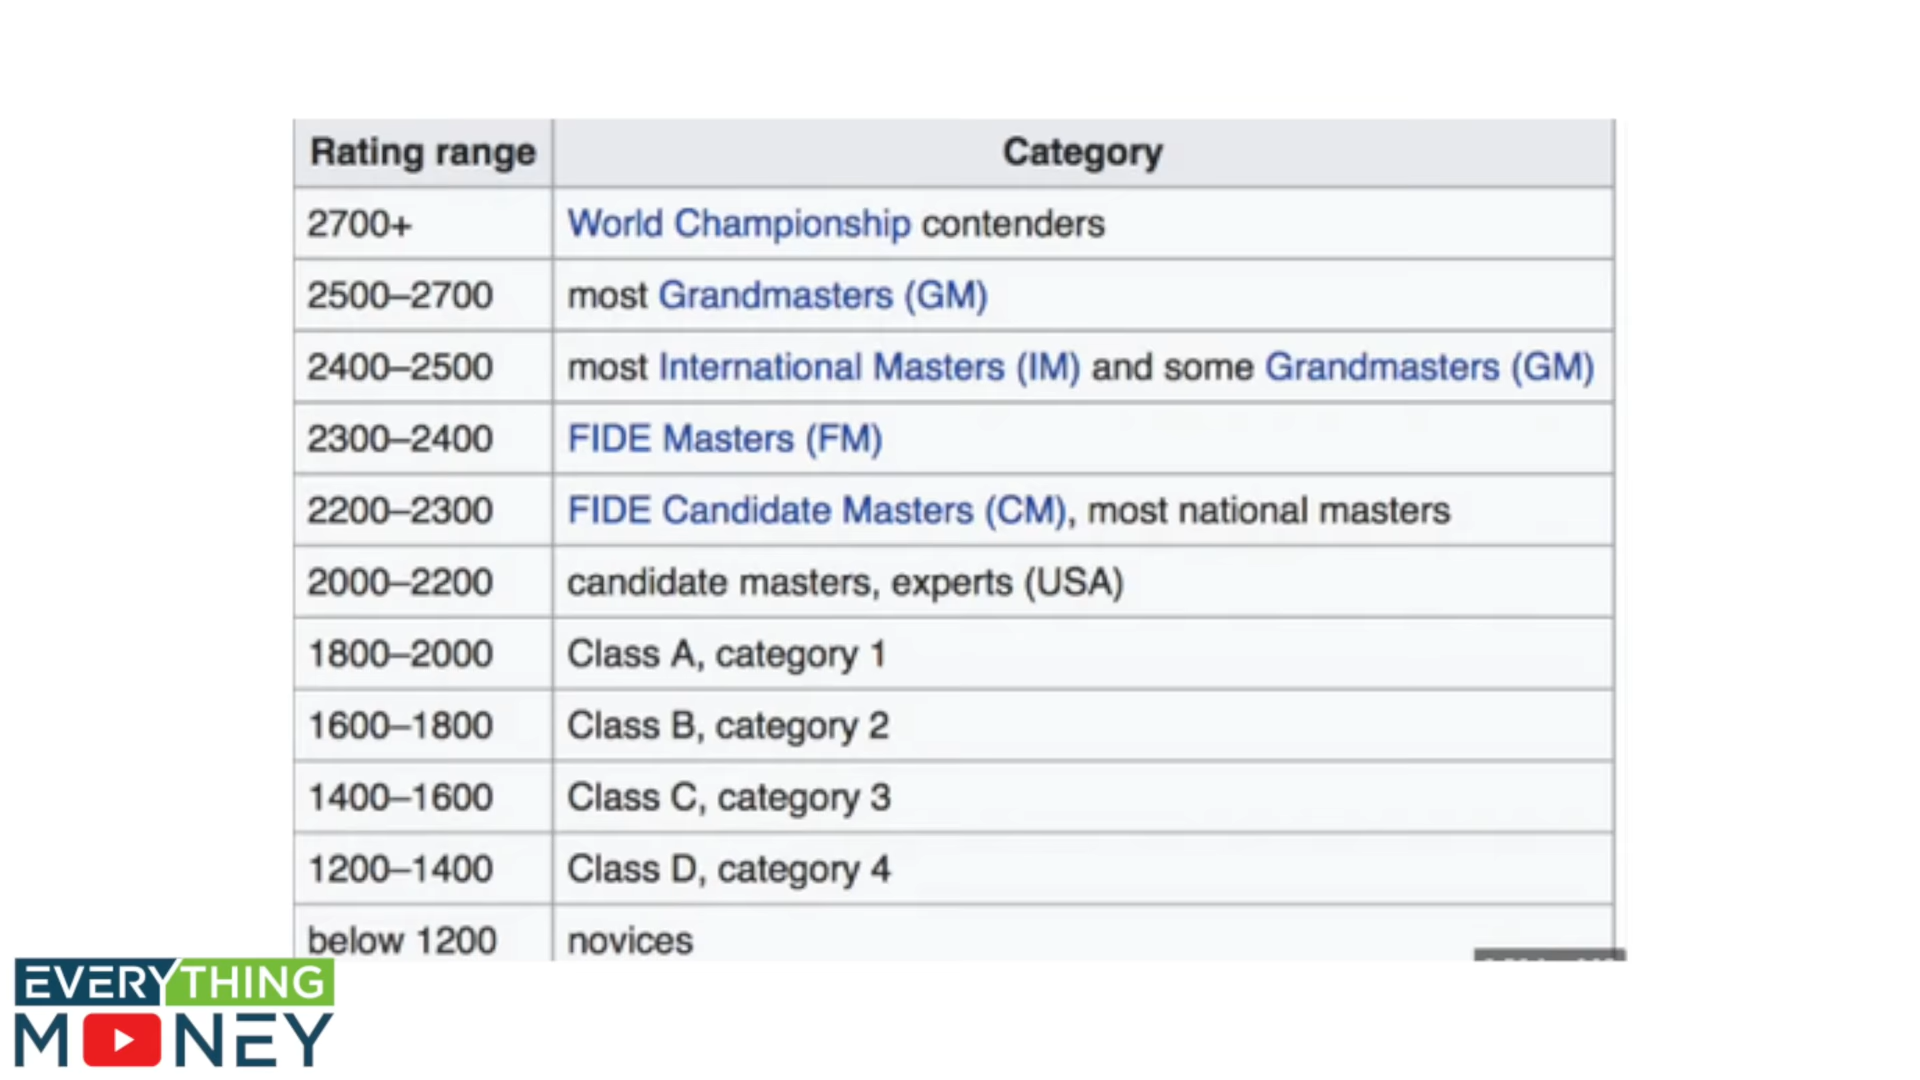 Rating range Category
2700+ World Championship contenders
2500–2700 most Grandmasters (GM)
2400–2500 most International Masters (IM) and some Grandmasters (GM)
2300–2400 FIDE Masters (FM)
2200–2300 FIDE Candidate Masters (CM), most national masters
2000–2200 candidate masters, experts (USA)
1800–2000 Class A, category 1
1600–1800 Class B, category 2
1400–1600 Class C, category 3
1200–1400 Class D, category 4
below 1200 novices
EVERYTHING
MONEY